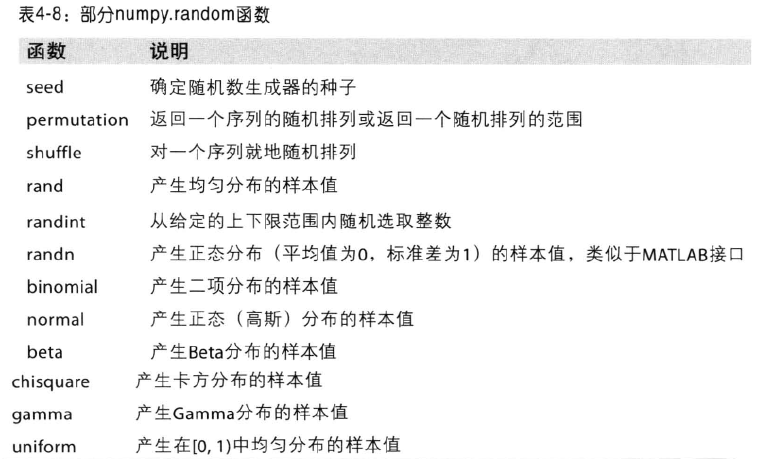 表4-8：部分numpy.random函数
函数 说明
seed 确定随机数生成器的种子
permutation 返回一个序列的随机排列或返回一个随机排列的范围
shuffle 对一个序列就地随机排列
rand 产生均匀分布的样本值
randint 从给定的上下限范围内随机选取整数
randn 产生正态分布（平均值为0，标准差为1）的样本值，类似于MATLAB接口
binomial 产生二项分布的样本值
normal 产生正态（高斯）分布的样本值
beta 产生Beta分布的样本值
chisquare 产生卡方分布的样本值
gamma 产生Gamma分布的样本值
uniform 产生在[0, 1)中均匀分布的样本值